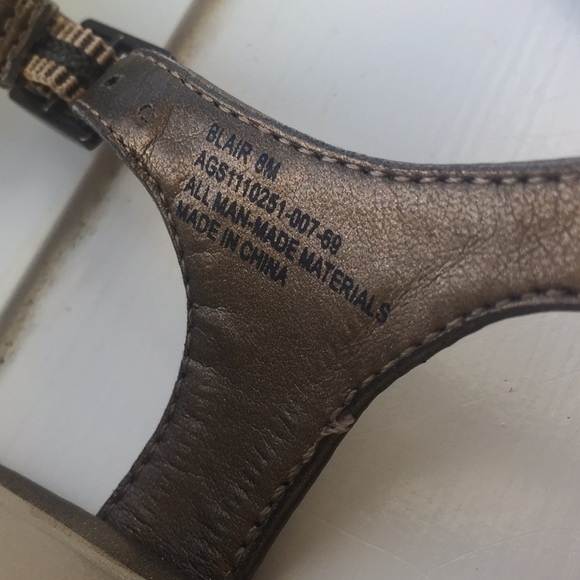 BLAIR 8M
AGS1110251-007-69
ALL MAN-MADE MATERIALS
MADE IN CHINA